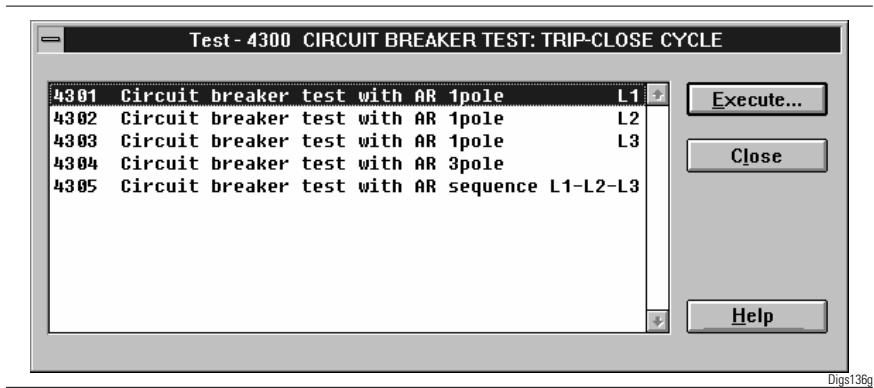 Test - 4300 CIRCUIT BREAKER TEST: TRIP-CLOSE CYCLE
4301 Circuit breaker test with AR 1pole L1
4302 Circuit breaker test with AR 1pole L2
4303 Circuit breaker test with AR 1pole L3
4304 Circuit breaker test with AR 3pole
4305 Circuit breaker test with AR sequence L1-L2-L3
Execute...
Close
Help
Digs136g